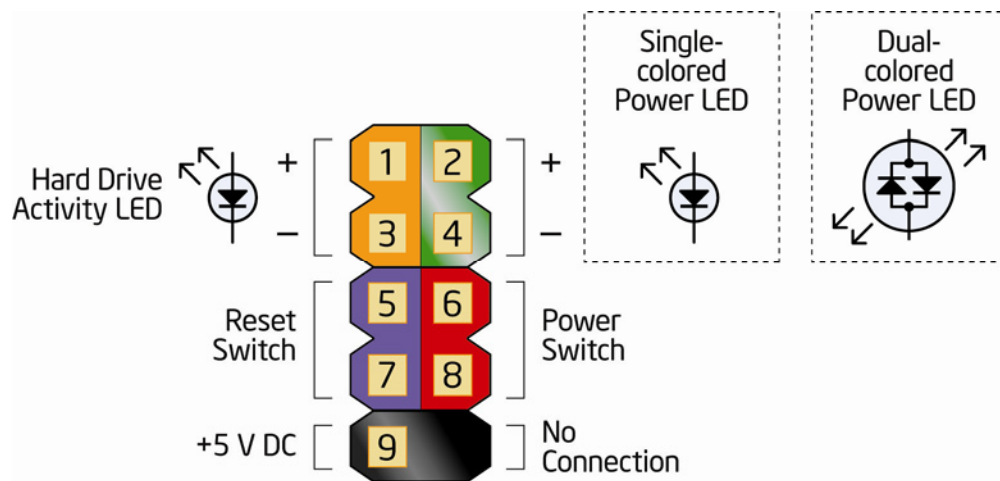 Single-
colored
Power LED
Dual-
colored
Power LED
Hard Drive
Activity LED
+
–
1
2
3
4
+
–
Reset
Switch
5
6
7
8
Power
Switch
+5 V DC
9
No
Connection